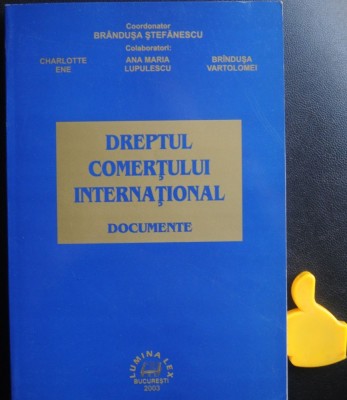 Coordonator
BRÂNDUŞA ŞTEFĂNESCU
Colaboratori:
CHARLOTTE ENE
ANA MARIA LUPULESCU
BRÎNDUŞA VARTOLOMEI
DREPTUL
COMERŢULUI
INTERNAŢIONAL
DOCUMENTE
LUMINA LEX
BUCUREŞTI
2003